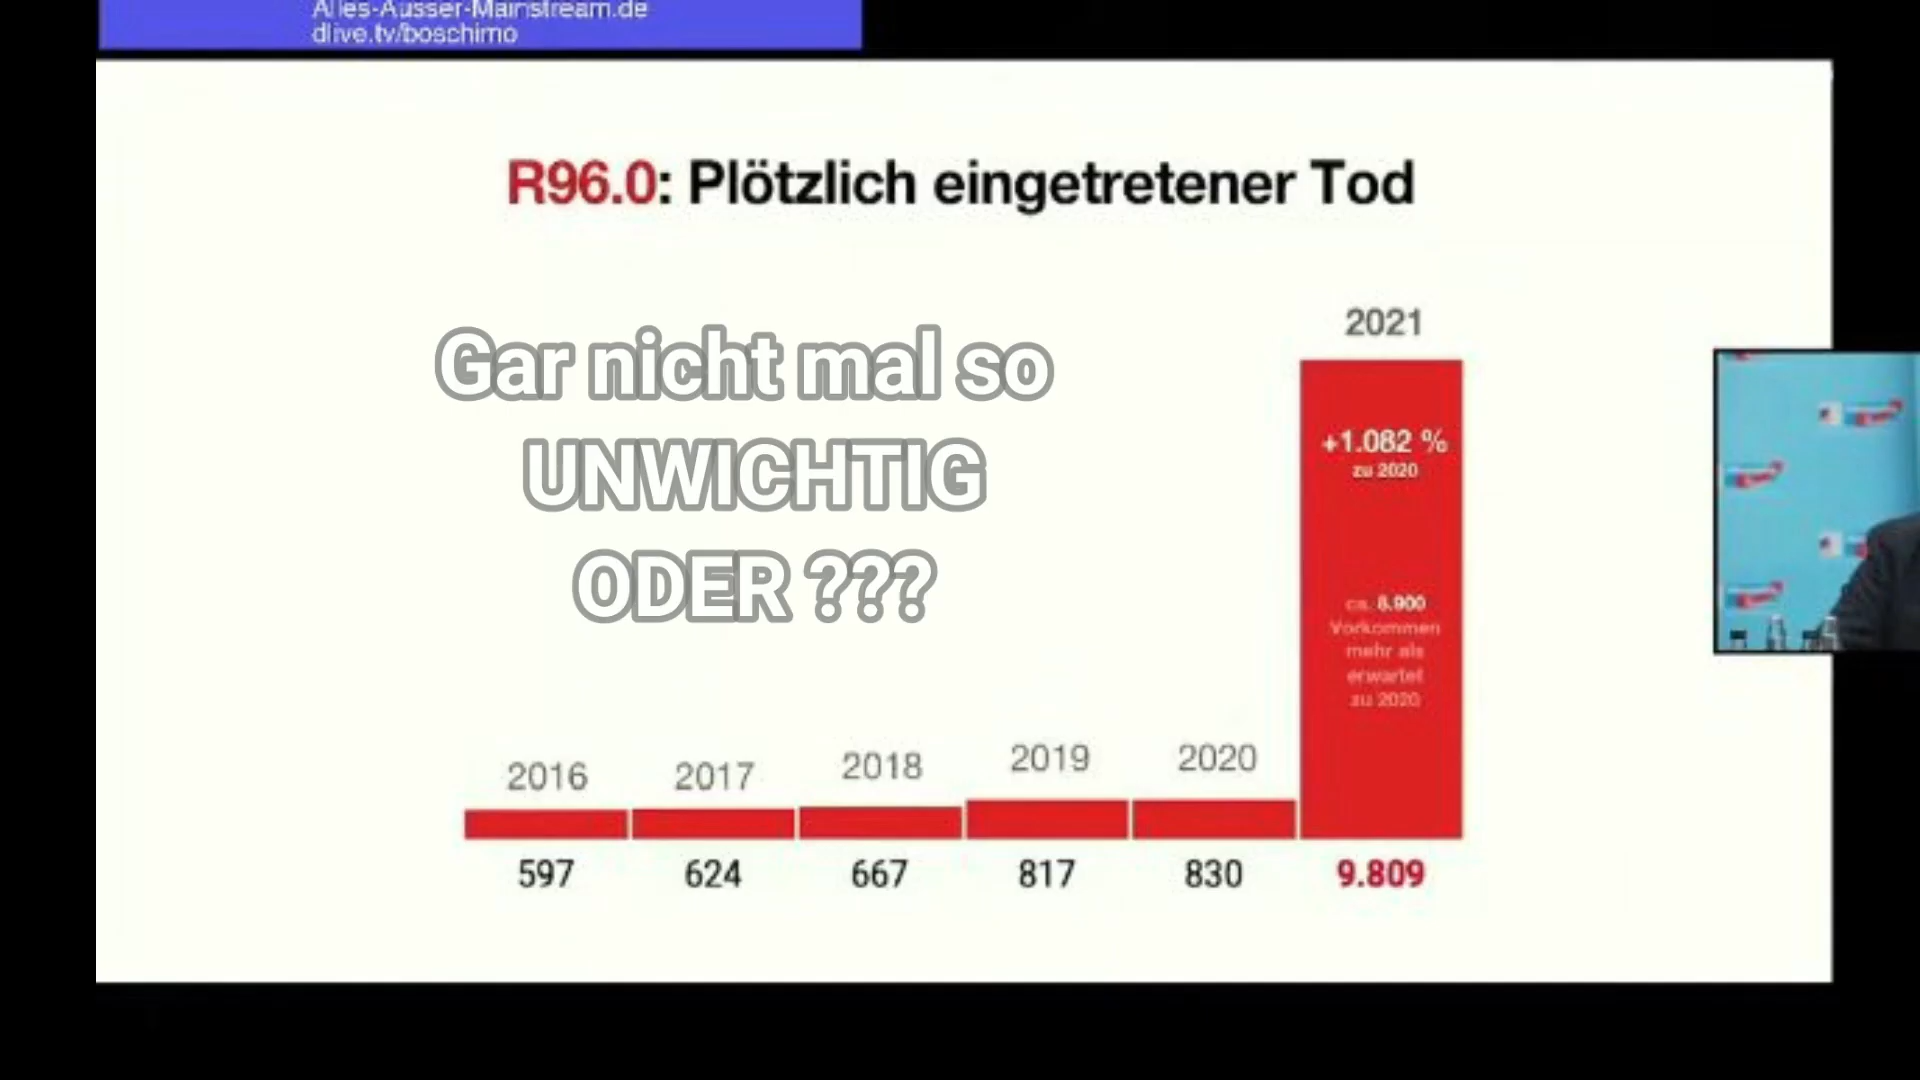 Alles-Ausser-Mainstream.de
dlive.tv/boschimo
R96.0: Plötzlich eingetretener Tod
Gar nicht mal so
UNWICHTIG
ODER ???
2021
+1.082 %
zu 2020
ca. 8.900
Vorkommen
mehr als
erwartet
zu 2020
2016
2017
2018
2019
2020
597
624
667
817
830
9.809